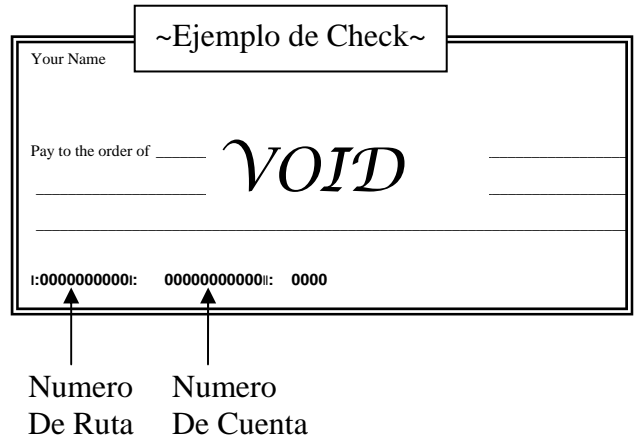 ~Ejemplo de Check~
Your Name
Pay to the order of ______
VOID
I:0000000000I: 00000000000II: 0000
Numero Numero
De Ruta De Cuenta